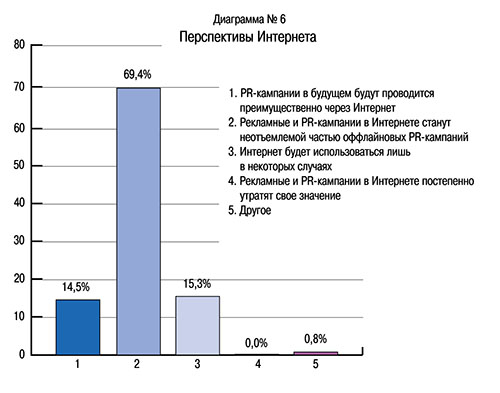 Диаграмма № 6
Перспективы Интернета
80
70
60
50
40
30
20
10
0
14,5%
69,4%
15,3%
0,0%
0,8%
1
2
3
4
5
1. PR-кампании в будущем будут проводится
преимущественно через Интернет
2. Рекламные и PR-кампании в Интернете станут
неотъемлемой частью оффлайновых PR-кампаний
3. Интернет будет использоваться лишь
в некоторых случаях
4. Рекламные и PR-кампании в Интернете постепенно
утратят свое значение
5. Другое